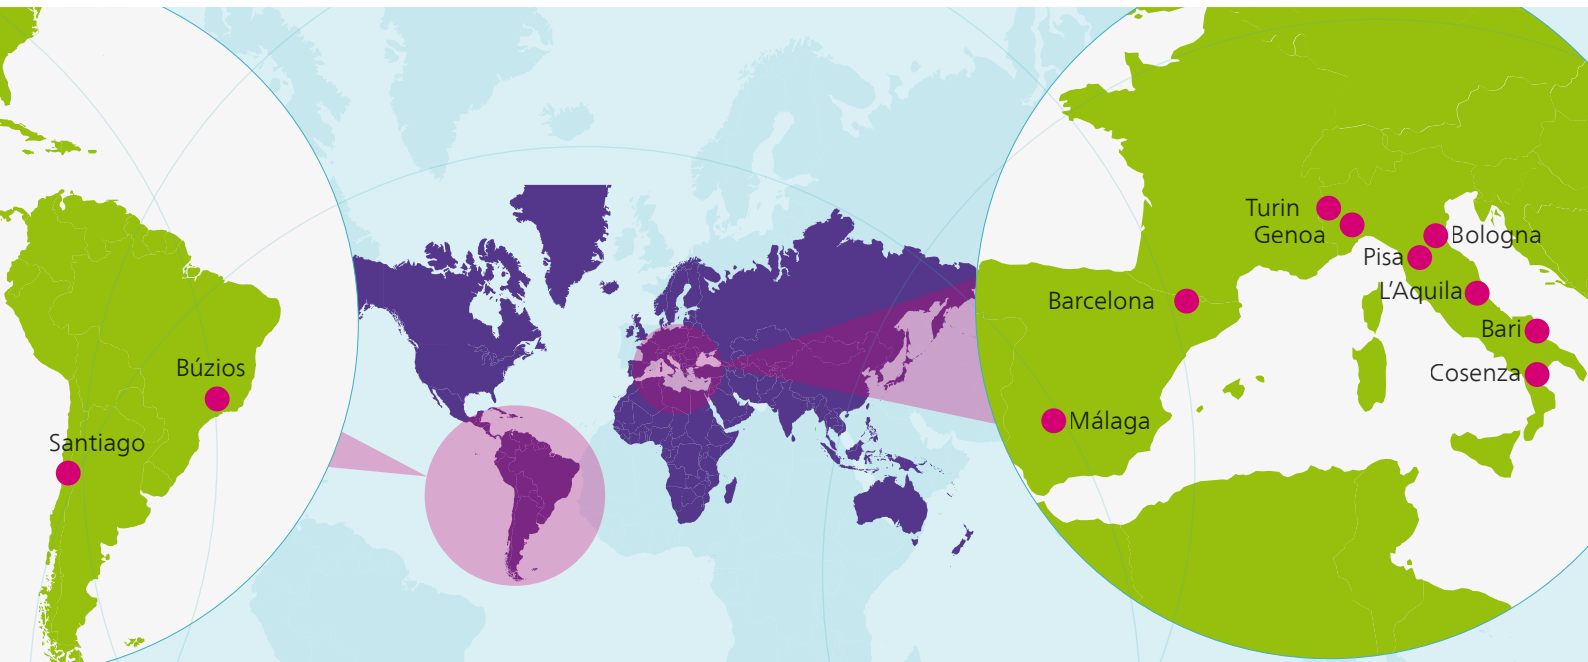 Búzios
Santiago
Turin
Genoa
Bologna
Pisa
L'Aquila
Barcelona
Bari
Cosenza
Málaga